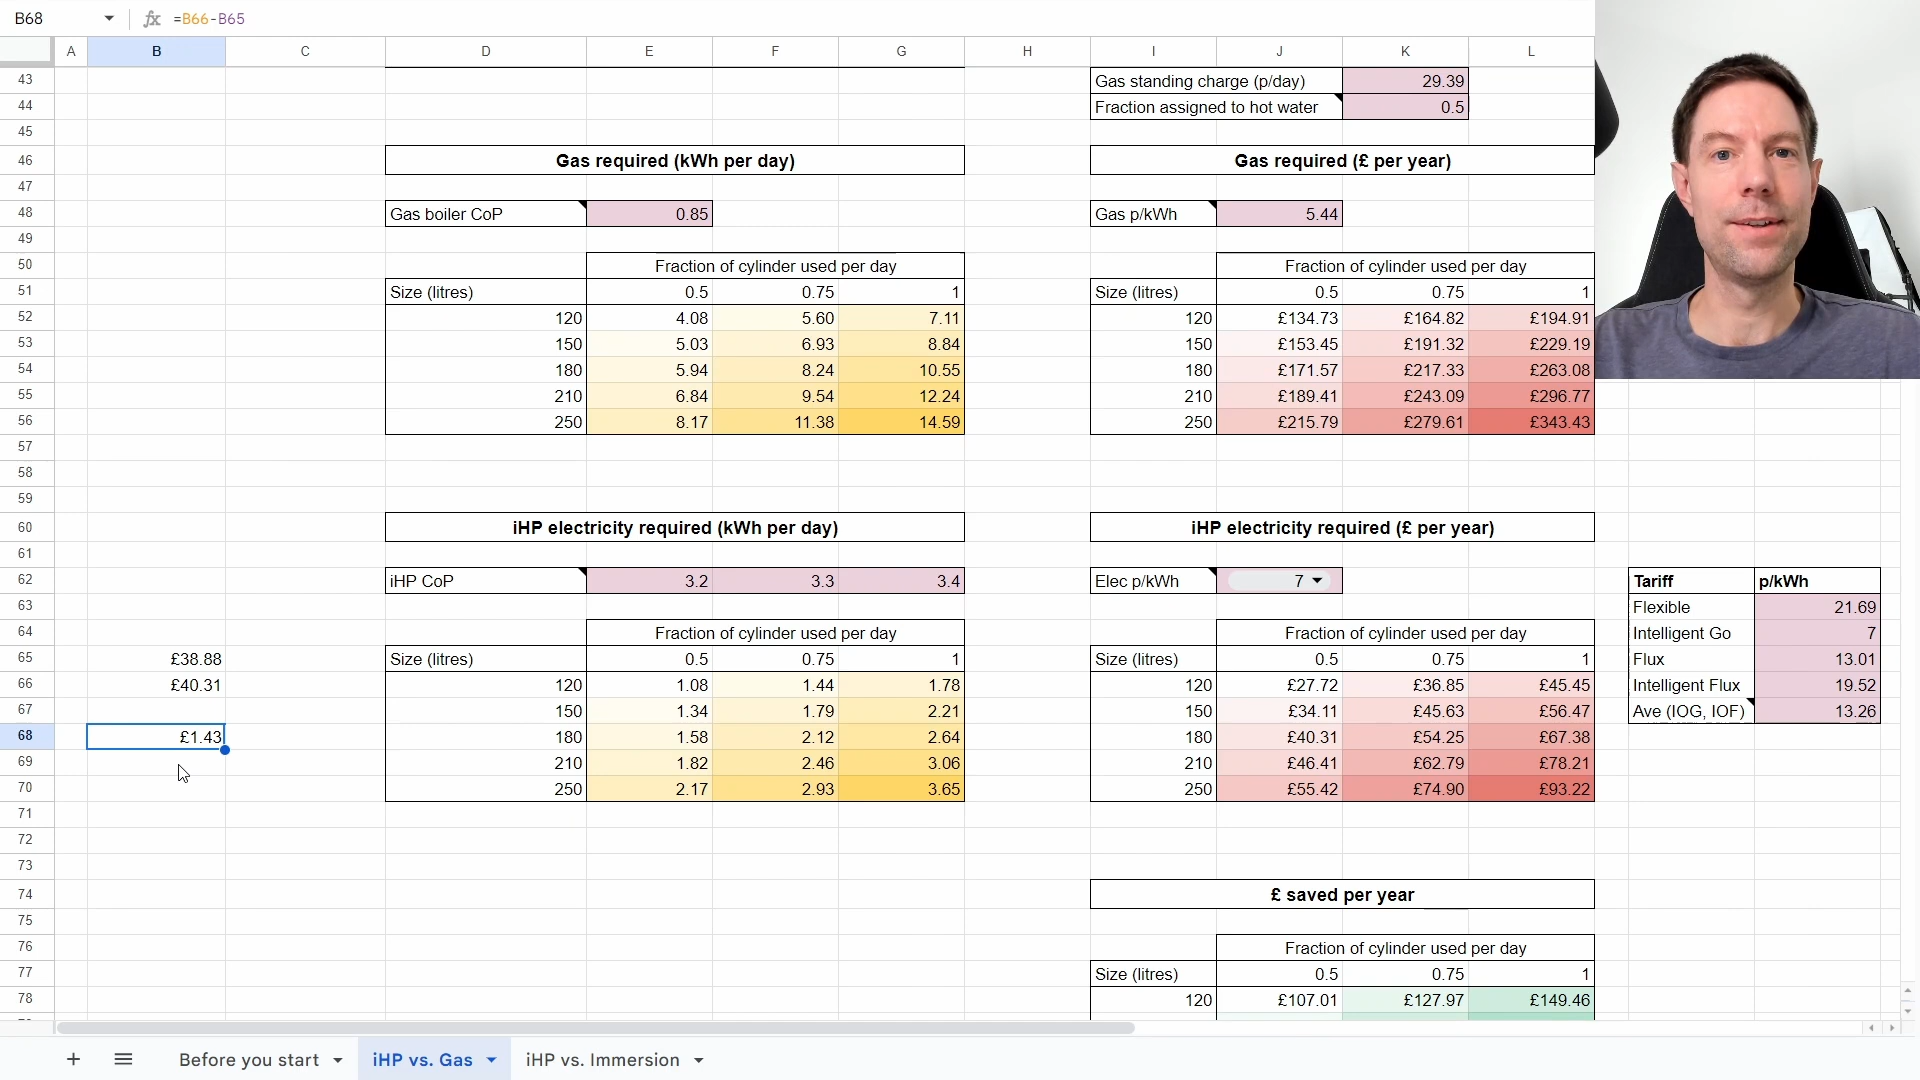 B68 fx =B66-B65
A B C D E F G H I J K L
43 Gas standing charge (p/day) 29.39
44 Fraction assigned to hot water 0.5
45
46 Gas required (kWh per day) Gas required (£ per year)
47
48 Gas boiler CoP 0.85 Gas p/kWh 5.44
49
50 Fraction of cylinder used per day Fraction of cylinder used per day
51 Size (litres) 0.5 0.75 1 Size (litres) 0.5 0.75 1
52 120 4.08 5.60 7.11 120 £134.73 £164.82 £194.91
53 150 5.03 6.93 8.84 150 £153.45 £191.32 £229.19
54 180 5.94 8.24 10.55 180 £171.57 £217.33 £263.08
55 210 6.84 9.54 12.24 210 £189.41 £243.09 £296.77
56 250 8.17 11.38 14.59 250 £215.79 £279.61 £343.43
57
58
59
60 iHP electricity required (kWh per day) iHP electricity required (£ per year)
61
62 iHP CoP 3.2 3.3 3.4 Elec p/kWh 7 Tariff p/kWh
63 Flexible 21.69
64 Fraction of cylinder used per day Fraction of cylinder used per day Intelligent Go 7
65 £38.88 Size (litres) 0.5 0.75 1 Size (litres) 0.5 0.75 1 Flux 13.01
66 £40.31 120 1.08 1.44 1.78 120 £27.72 £36.85 £45.45 Intelligent Flux 19.52
67 150 1.34 1.79 2.21 150 £34.11 £45.63 £56.47 Ave (IOG, IOF) 13.26
68 £1.43 180 1.58 2.12 2.64 180 £40.31 £54.25 £67.38
69 210 1.82 2.46 3.06 210 £46.41 £62.79 £78.21
70 250 2.17 2.93 3.65 250 £55.42 £74.90 £93.22
71
72
73
74 £ saved per year
75
76 Fraction of cylinder used per day
77 Size (litres) 0.5 0.75 1
78 120 £107.01 £127.97 £149.46
+ Before you start iHP vs. Gas iHP vs. Immersion